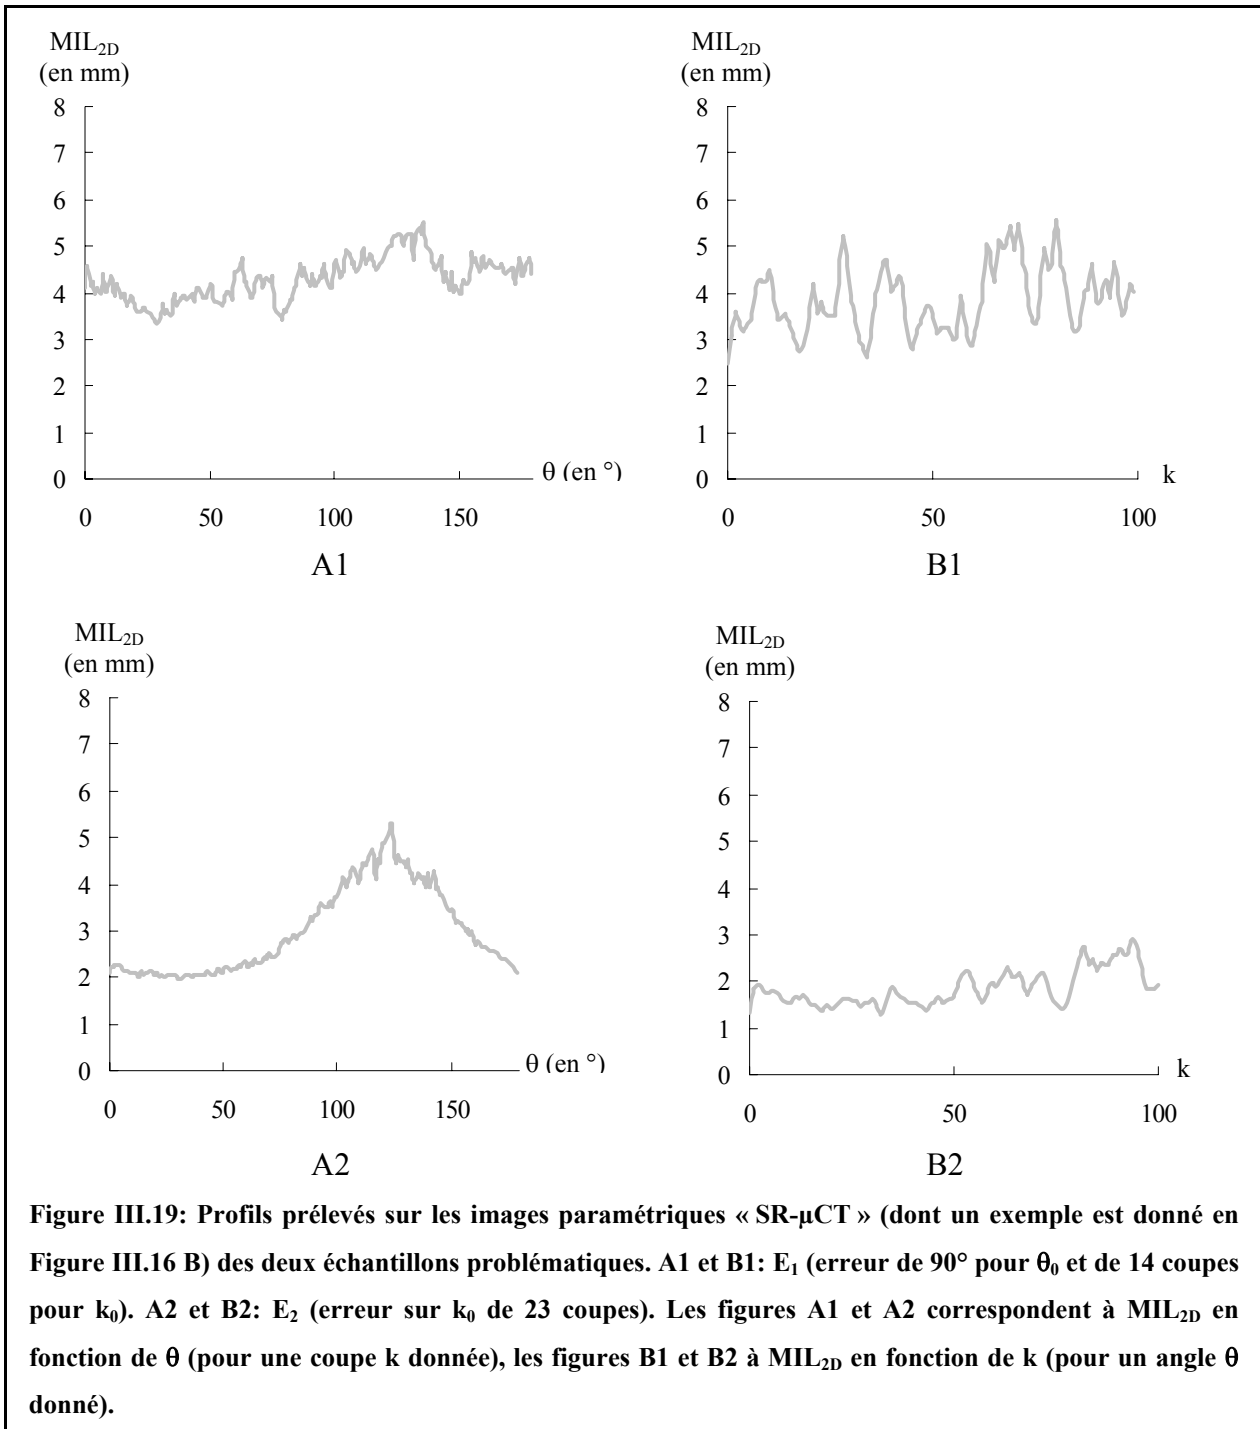 MIL2D
(en mm)
8
7
6
5
4
3
2
1
0
θ (en °)
0 50 100 150
A1
MIL2D
(en mm)
8
7
6
5
4
3
2
1
0
k
0 50 100
B1
MIL2D
(en mm)
8
7
6
5
4
3
2
1
0
θ (en °)
0 50 100 150
A2
MIL2D
(en mm)
8
7
6
5
4
3
2
1
0
k
0 50 100
B2
Figure III.19: Profils prélevés sur les images paramétriques « SR-µCT » (dont un exemple est donné en
Figure III.16 B) des deux échantillons problématiques. A1 et B1: E1 (erreur de 90° pour θ0 et de 14 coupes
pour k0). A2 et B2: E2 (erreur sur k0 de 23 coupes). Les figures A1 et A2 correspondent à MIL2D en
fonction de θ (pour une coupe k donnée), les figures B1 et B2 à MIL2D en fonction de k (pour un angle θ
donné).